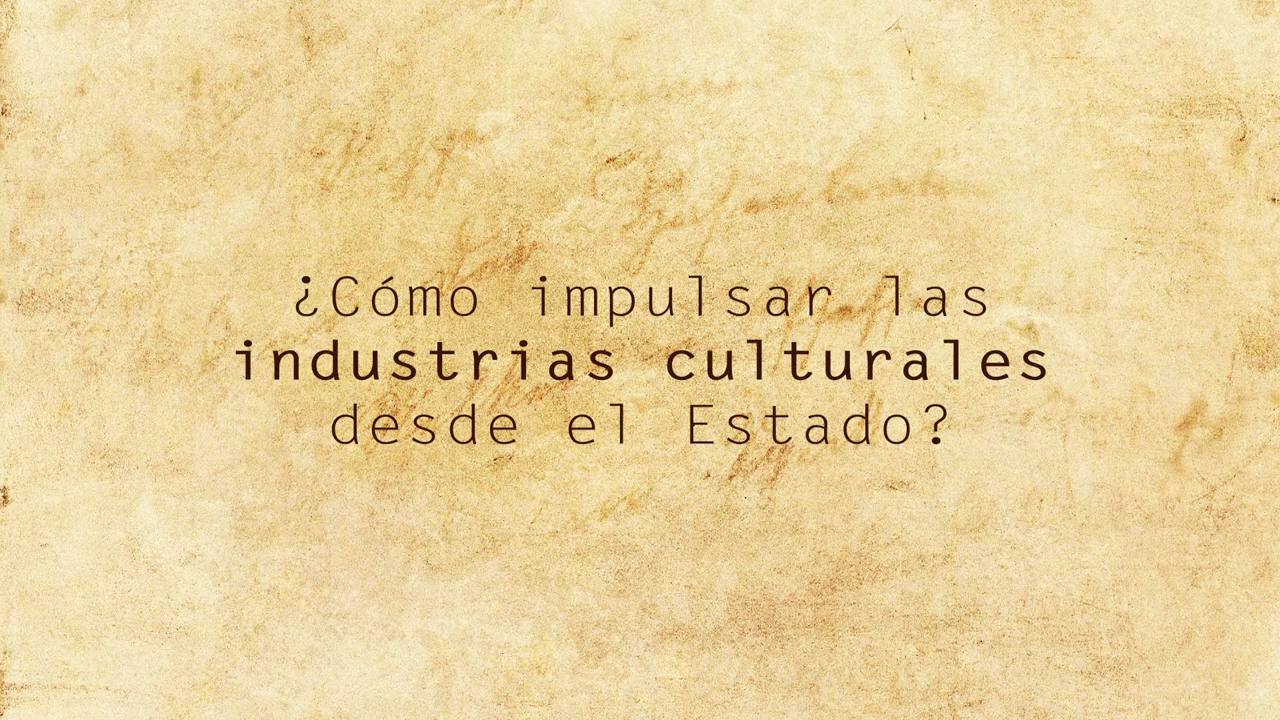 ¿Cómo impulsar las
industrias culturales
desde el Estado?